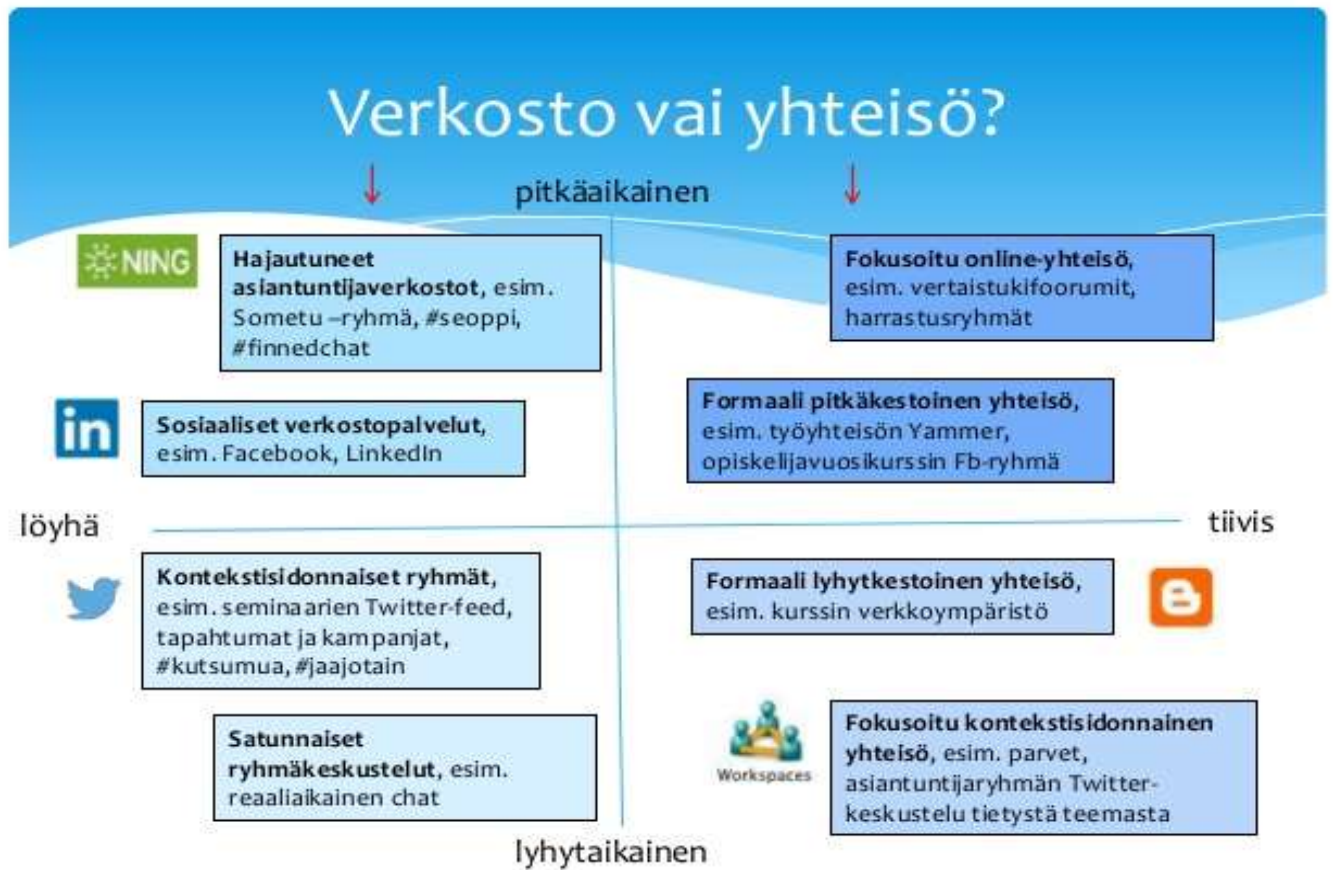 Verkosto vai yhteisö?
pitkäaikainen
NING
Hajautuneet
asiantuntijaverkostot, esim.
Sometu –ryhmä, #seoppi,
#finnedchat
Fokusoitu online-yhteisö,
esim. vertaistukifoorumit,
harrastusryhmät
in
Sosiaaliset verkostopalvelut,
esim. Facebook, LinkedIn
Formaali pitkäkestoinen yhteisö,
esim. työyhteisön Yammer,
opiskelijavuosikurssin Fb-ryhmä
löyhä
tiivis
Kontekstisidonnaiset ryhmät,
esim. seminaarien Twitter-feed,
tapahtumat ja kampanjat,
#kutsumua, #jaajotain
Formaali lyhytkestoinen yhteisö,
esim. kurssin verkkoympäristö
Satunnaiset
ryhmäkeskustelut, esim.
reaaliaikainen chat
Workspaces
Fokusoitu kontekstisidonnainen
yhteisö, esim. parvet,
asiantuntijaryhmän Twitter-
keskustelu tietystä teemasta
lyhytaikainen